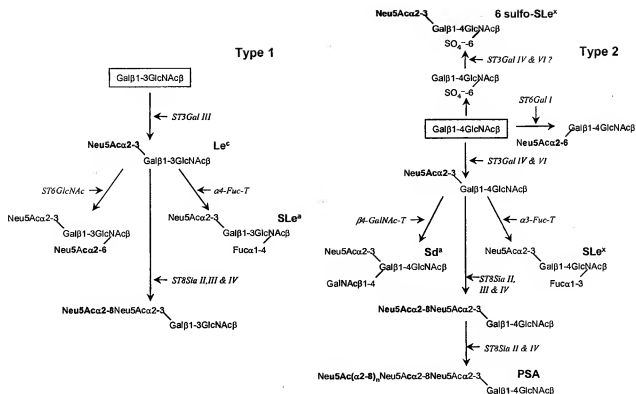 Type 1
Galβ1-3GlcNAcβ
ST3Gal III
Neu5Acα2-3
Le^c
Galβ1-3GlcNAcβ
ST6GlcNAc
α4-Fuc-T
Neu5Acα2-3
Galβ1-3GlcNAcβ
Neu5Acα2-6
Neu5Acα2-3
SLe^a
Galβ1-3GlcNAcβ
Fucα1-4
ST8Sia II,III & IV
Neu5Acα2-8Neu5Acα2-3
Galβ1-3GlcNAcβ
Neu5Acα2-3
6 sulfo-SLe^x
Galβ1-4GlcNAcβ
SO₄⁻-6
Type 2
ST3Gal IV & VI ?
Galβ1-4GlcNAcβ
SO₄⁻-6
ST6Gal I
Galβ1-4GlcNAcβ
Galβ1-4GlcNAcβ
Neu5Acα2-6
ST3Gal IV & VI
Neu5Acα2-3
Galβ1-4GlcNAcβ
β4-GalNAc-T
α3-Fuc-T
Neu5Acα2-3
Sd^a
Galβ1-4GlcNAcβ
GalNAcβ1-4
Neu5Acα2-3
SLe^x
Galβ1-4GlcNAcβ
Fucα1-3
ST8Sia II,
III & IV
Neu5Acα2-8Neu5Acα2-3
Galβ1-4GlcNAcβ
ST8Sia II & IV
PSA
Neu5Ac(α2-8)ₙNeu5Acα2-8Neu5Acα2-3
Galβ1-4GlcNAcβ